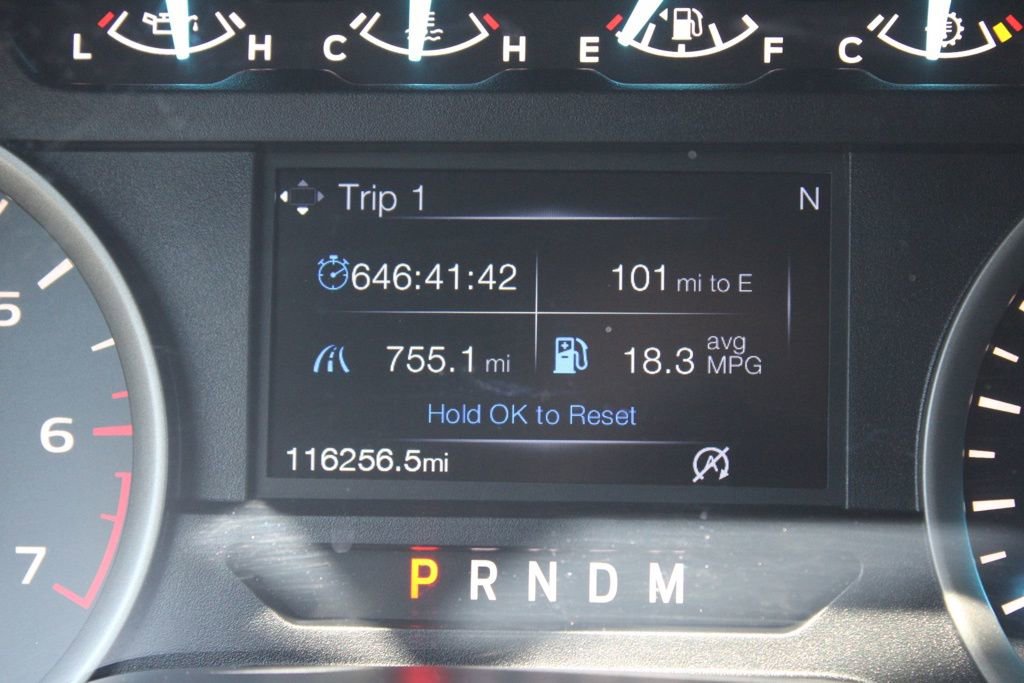 L H C H E F C
Trip 1 N
646:41:42 101 mi to E
755.1 mi 18.3 avg MPG
Hold OK to Reset
116256.5mi
5
6
7
P R N D M